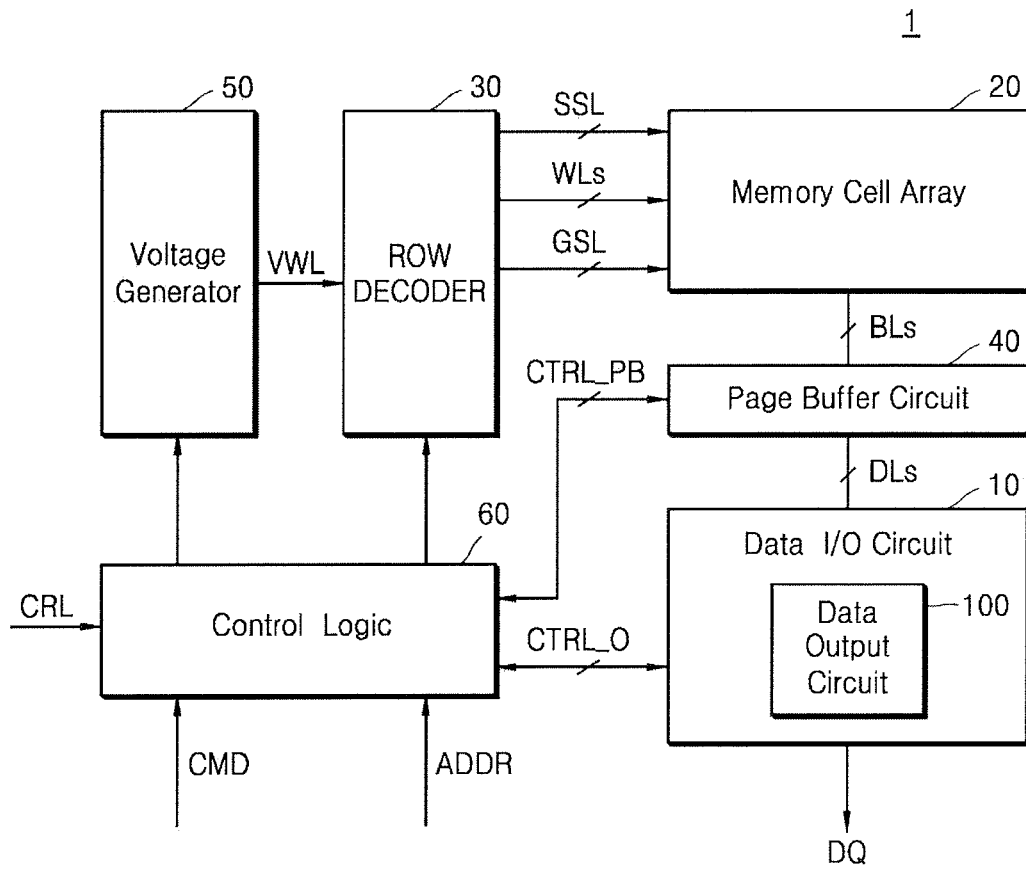 1
50
30
20
SSL
WLs
GSL
Voltage
Generator
VWL
ROW
DECODER
Memory Cell Array
BLs
40
CTRL_PB
Page Buffer Circuit
DLs
10
60
Data I/O Circuit
CRL
Control Logic
CTRL_O
Data
Output
Circuit
100
CMD
ADDR
DQ